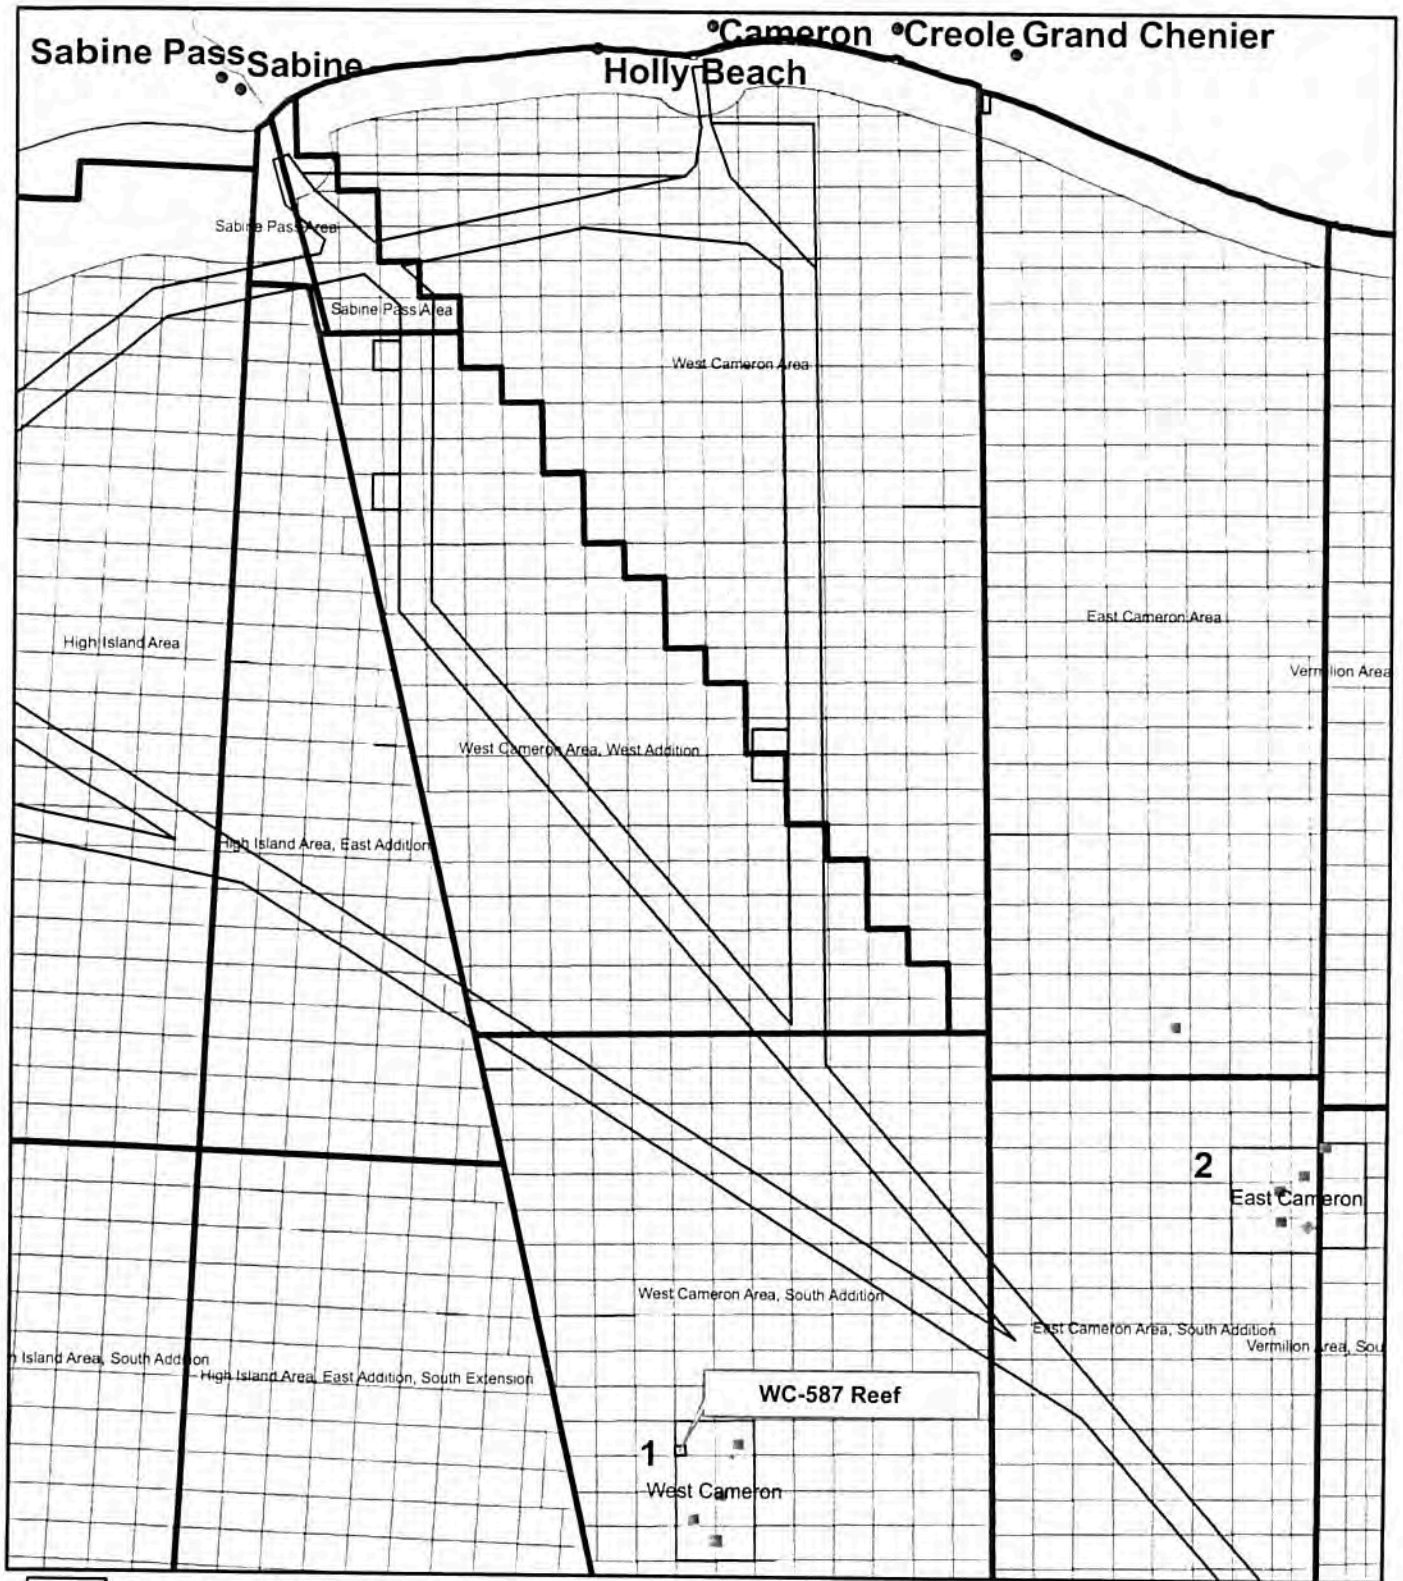 Cameron
Creole
Grand Chenier
Sabine Pass
Sabine
Holly Beach
Sabine Pass Area
Sabine Pass Area
West Cameron Area
East Cameron Area
High Island Area
Vermilion Area
West Cameron Area, West Addition
High Island Area, East Addition
2
East Cameron
West Cameron Area, South Addition
East Cameron Area, South Addition
Vermilion Area, Sou
h Island Area, South Addition
High Island Area, East Addition, South Extension
WC-587 Reef
1
West Cameron